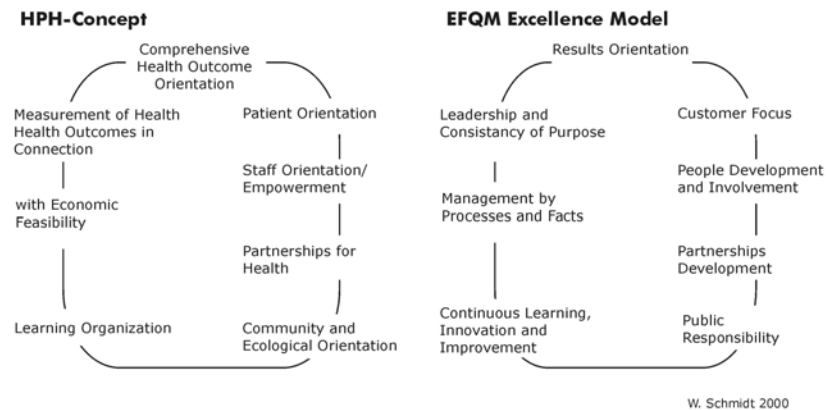 HPH-Concept
Comprehensive
Health Outcome
Orientation
Measurement of Health
Health Outcomes in
Connection
with Economic
Feasibility
Learning Organization
Patient Orientation
Staff Orientation/
Empowerment
Partnerships for
Health
Community and
Ecological Orientation
EFQM Excellence Model
Results Orientation
Leadership and
Consistancy of Purpose
Management by
Processes and Facts
Continuous Learning,
Innovation and
Improvement
Customer Focus
People Development
and Involvement
Partnerships
Development
Public
Responsibility
W. Schmidt 2000